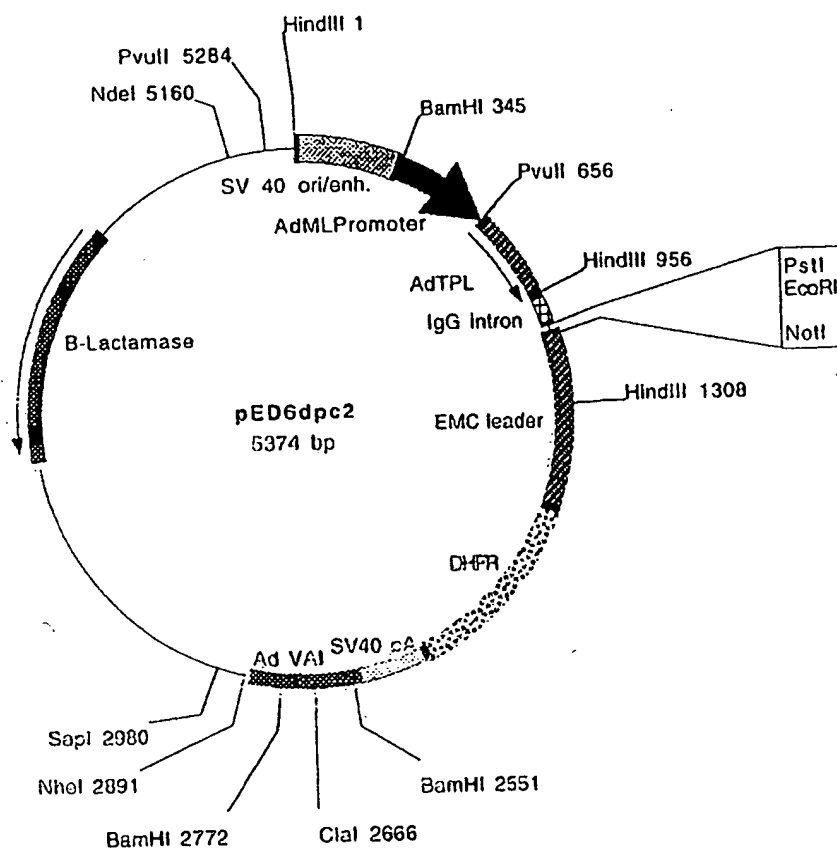 HindIII 1
PvuII 5284
NdeI 5160
BamHI 345
SV 40 ori/enh.
PvuII 656
AdMLPromoter
HindIII 956
PstI
EcoRI
NotI
AdTPL
IgG intron
B-Lactamase
HindIII 1308
pED6dpc2
5374 bp
EMC leader
DHFR
SV40 pA
Ad VAI
SapI 2980
NheI 2891
BamHI 2551
BamHI 2772
ClaI 2666